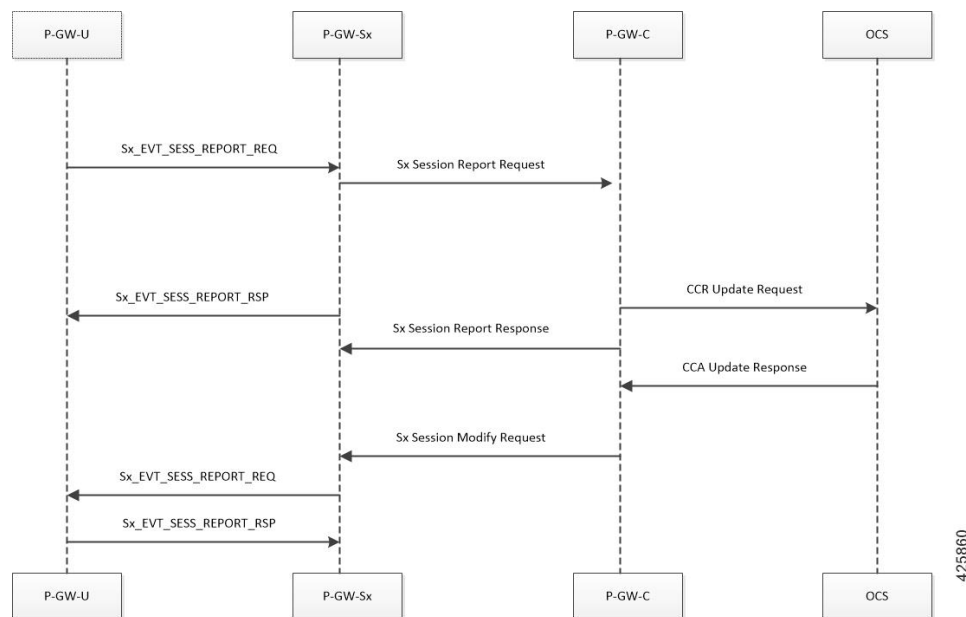 P-GW-U
P-GW-Sx
P-GW-C
OCS
Sx_EVT_SESS_REPORT_REQ
Sx Session Report Request
Sx_EVT_SESS_REPORT_RSP
CCR Update Request
Sx Session Report Response
CCA Update Response
Sx Session Modify Request
Sx_EVT_SESS_REPORT_REQ
Sx_EVT_SESS_REPORT_RSP
P-GW-U
P-GW-Sx
P-GW-C
OCS
425860